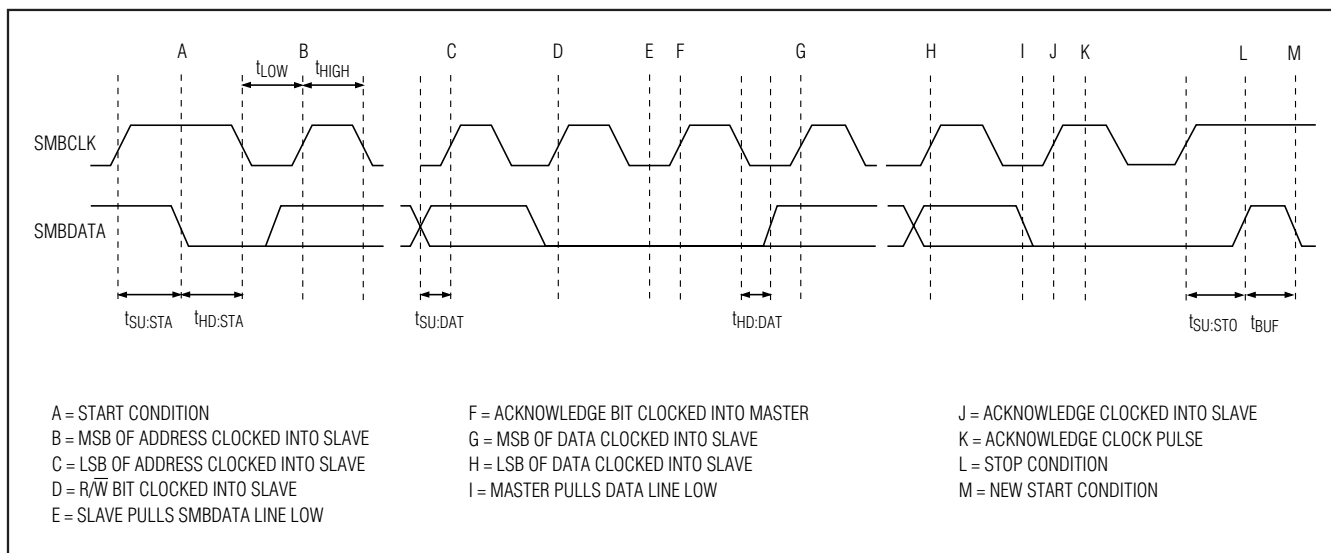 A B C D E F G H I J K L M
tLOW tHIGH
SMBCLK
SMBDATA
tSU:STA tHD:STA tSU:DAT tHD:DAT tSU:STO tBUF
A = START CONDITION
B = MSB OF ADDRESS CLOCKED INTO SLAVE
C = LSB OF ADDRESS CLOCKED INTO SLAVE
D = R/W̅ BIT CLOCKED INTO SLAVE
E = SLAVE PULLS SMBDATA LINE LOW
F = ACKNOWLEDGE BIT CLOCKED INTO MASTER
G = MSB OF DATA CLOCKED INTO SLAVE
H = LSB OF DATA CLOCKED INTO SLAVE
I = MASTER PULLS DATA LINE LOW
J = ACKNOWLEDGE CLOCKED INTO SLAVE
K = ACKNOWLEDGE CLOCK PULSE
L = STOP CONDITION
M = NEW START CONDITION